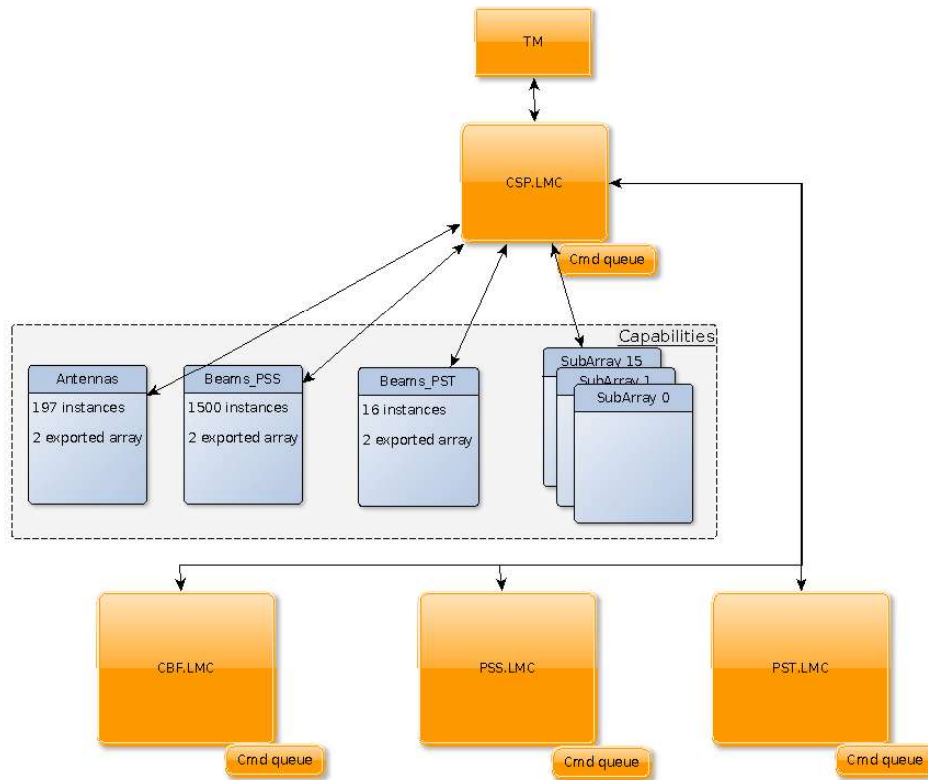 TM
CSP.LMC
Cmd queue
Capabilities
Antennas
197 instances
2 exported array
Beams_PSS
1500 instances
2 exported array
Beams_PST
16 instances
2 exported array
SubArray 15
SubArray 1
SubArray 0
CBF.LMC
Cmd queue
PSS.LMC
Cmd queue
PST.LMC
Cmd queue